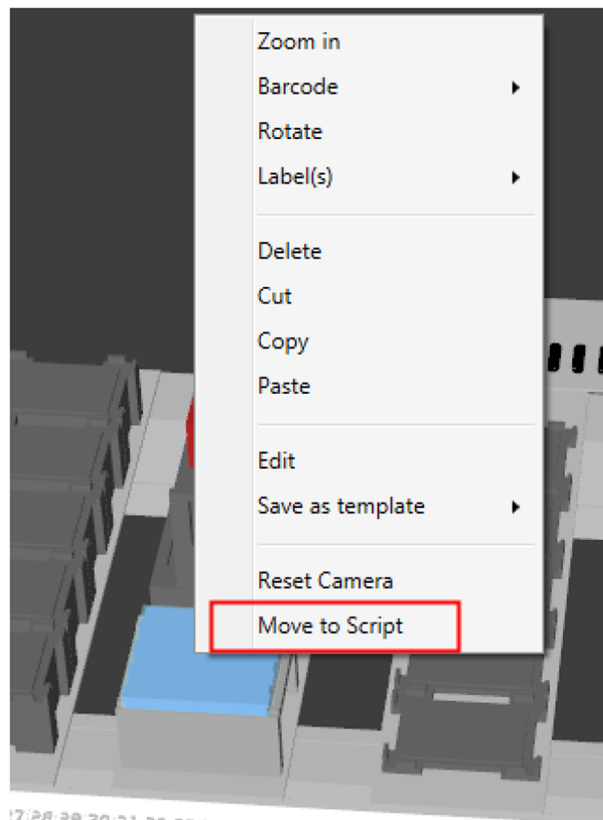 Zoom in
Barcode
Rotate
Label(s)
Delete
Cut
Copy
Paste
Edit
Save as template
Reset Camera
Move to Script